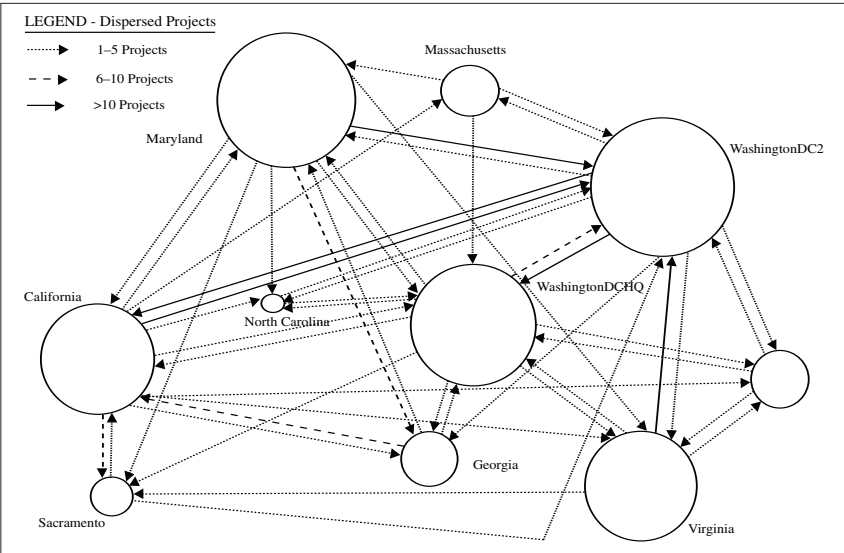 LEGEND - Dispersed Projects
1–5 Projects
6–10 Projects
>10 Projects
Massachusetts
Maryland
WashingtonDC2
WashingtonDCHQ
California
North Carolina
Georgia
Sacramento
Virginia